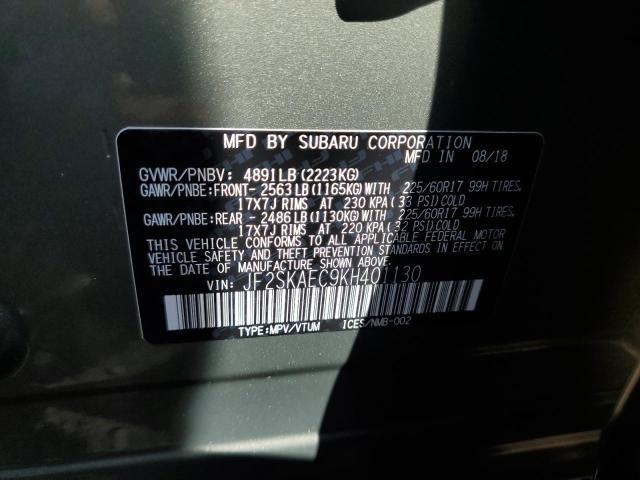 MFD BY SUBARU CORPORATION
MFD IN 08/18
GVWR/PNBV: 4891LB(2223KG)
GAWR/PNBE:FRONT- 2563LB(1165KG)WITH 225/60R17 99H TIRES,
17X7J RIMS AT 230 KPA(33 PSI)COLD
GAWR/PNBE:REAR - 2486LB(1130KG)WITH 225/60R17 99H TIRES,
17X7J RIMS AT 220 KPA(32 PSI)COLD
THIS VEHICLE CONFORMS TO ALL APPLICABLE FEDERAL MOTOR
VEHICLE SAFETY AND THEFT PREVENTION STANDARDS IN EFFECT ON
THE DATE OF MANUFACTURE SHOWN ABOVE.
VIN: JF2SKAEC9KH401130
TYPE:MPV/VTUM ICES/NMB-002